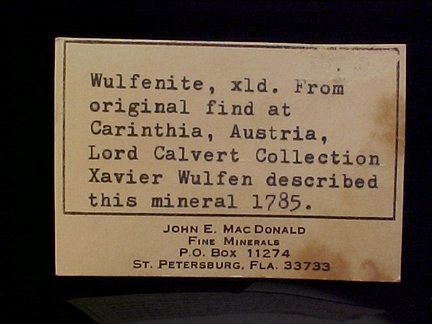 Wulfenite, xld. From
original find at
Carinthia, Austria,
Lord Calvert Collection
Xavier Wulfen described
this mineral 1785.
JOHN E. MAC DONALD
FINE MINERALS
P.O. BOX 11274
ST. PETERSBURG, FLA. 33733